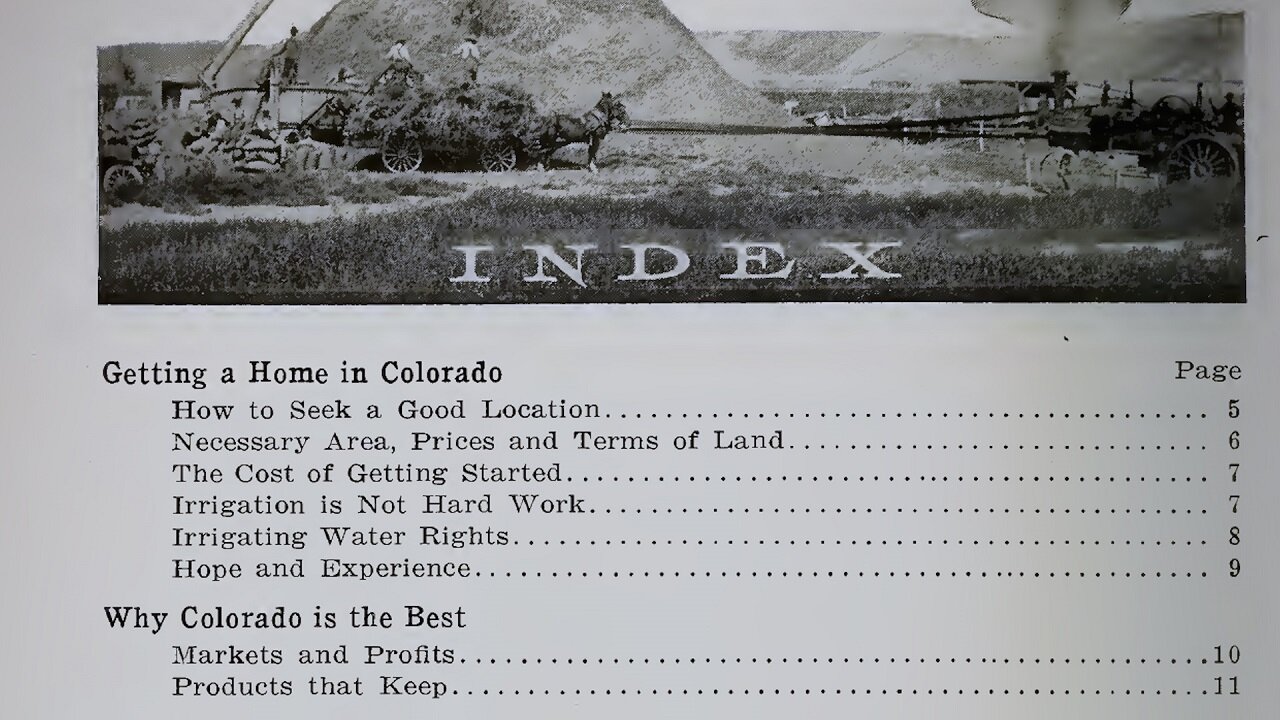 INDEX
Getting a Home in Colorado Page
How to Seek a Good Location........................................ 5
Necessary Area, Prices and Terms of Land............................ 6
The Cost of Getting Started.......................................... 7
Irrigation is Not Hard Work......................................... 7
Irrigating Water Rights.............................................. 8
Hope and Experience................................................. 9
Why Colorado is the Best
Markets and Profits.................................................10
Products that Keep..................................................11